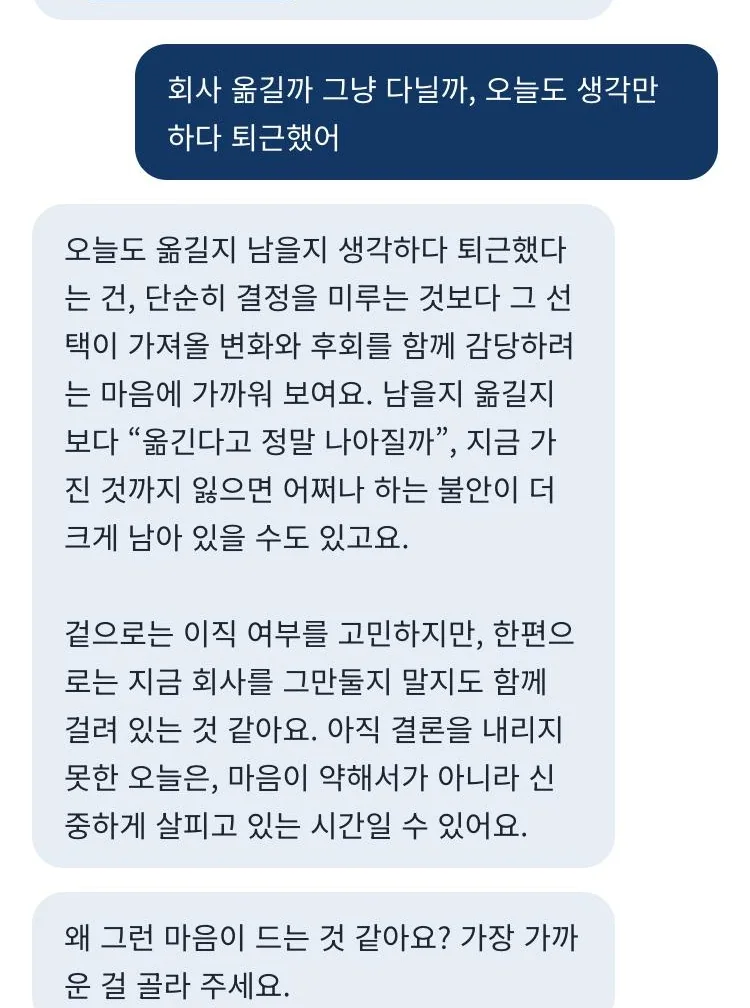 회사 옮길까 그냥 다닐까, 오늘도 생각만
하다 퇴근했어
오늘도 옮길지 남을지 생각하다 퇴근했다
는 건, 단순히 결정을 미루는 것보다 그 선
택이 가져올 변화와 후회를 함께 감당하려
는 마음에 가까워 보여요. 남을지 옮길지
보다 “옮긴다고 정말 나아질까”, 지금 가
진 것까지 잃으면 어쩌나 하는 불안이 더
크게 남아 있을 수도 있고요.
겉으로는 이직 여부를 고민하지만, 한편으
로는 지금 회사를 그만둘지 말지도 함께
걸려 있는 것 같아요. 아직 결론을 내리지
못한 오늘은, 마음이 약해서가 아니라 신
중하게 살피고 있는 시간일 수 있어요.
왜 그런 마음이 드는 것 같아요? 가장 가까
운 걸 골라 주세요.